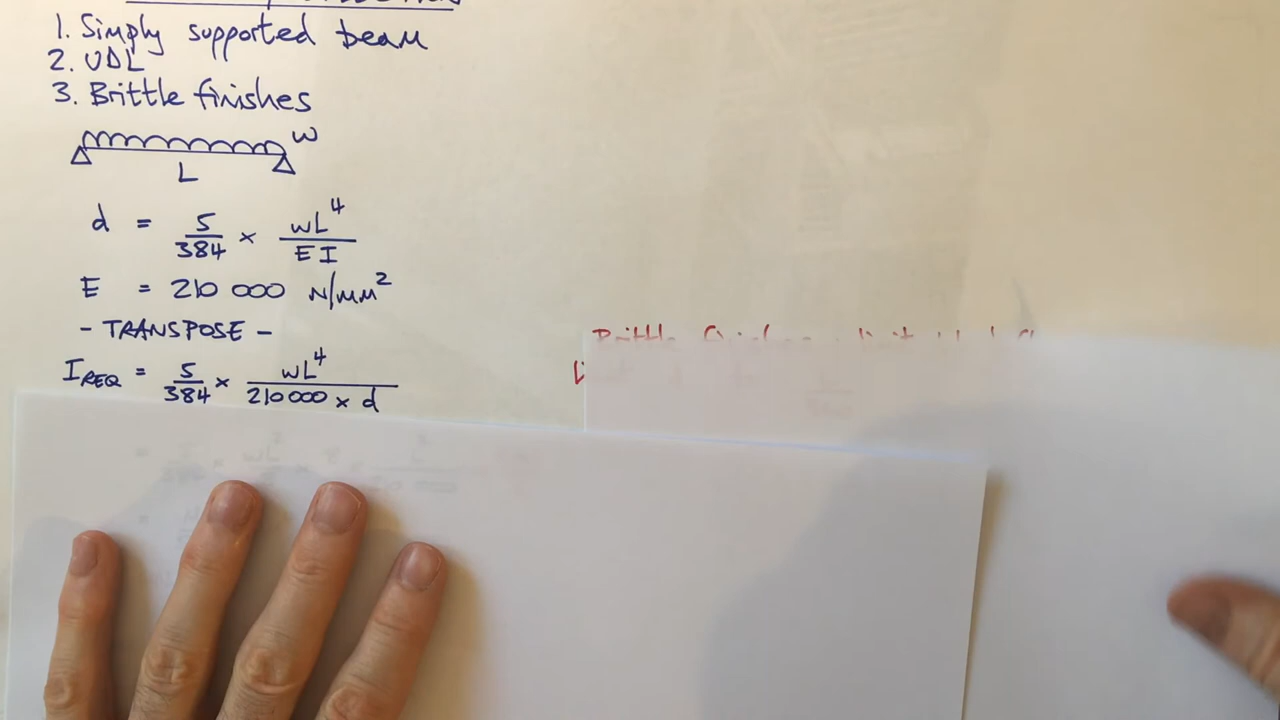 1. Simply supported beam
2. UDL
3. Brittle finishes
w
L
d = 5/384 × wL⁴/EI
E = 210 000 N/mm²
- TRANSPOSE -
I_REQ = 5/384 × wL⁴/210000 × d
Brittle